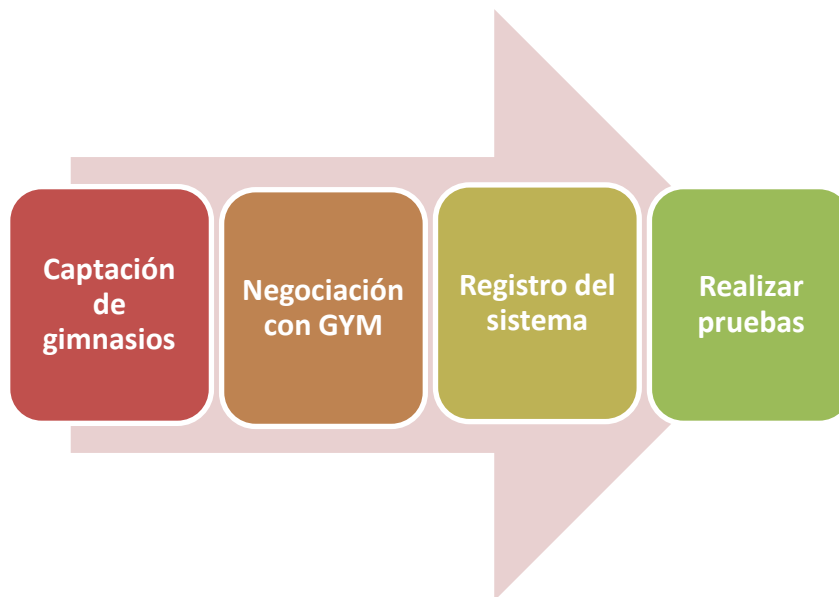 Captación
de
gimnasios
Negociación
con GYM
Registro del
sistema
Realizar
pruebas